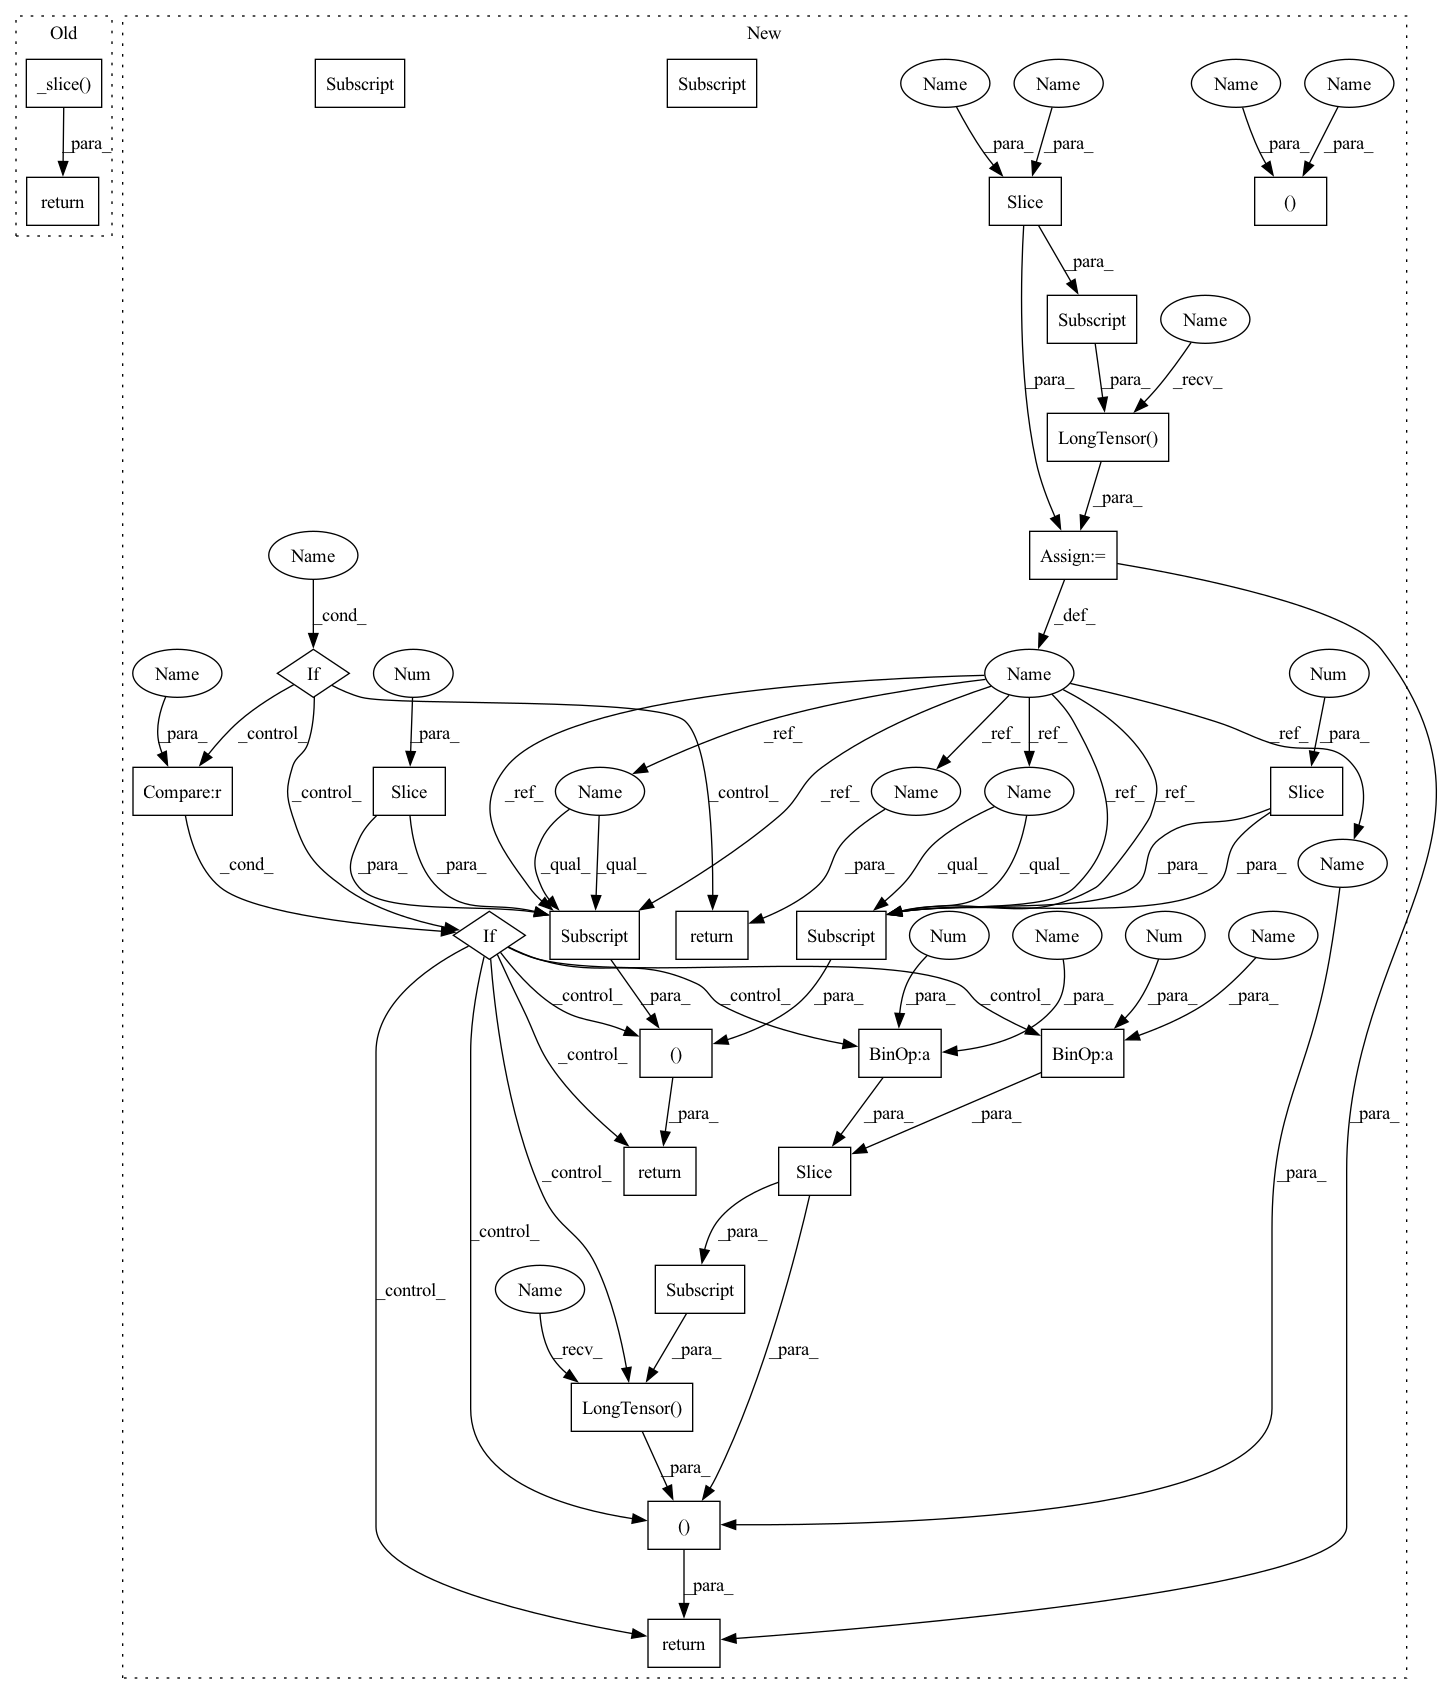 Old
New
_slice()
Subscript
Subscript
Name
Name
Name
Name
_para_
_para_
_para_
_para_
_para_
return
Slice
()
_para_
Subscript
Name
_para_
_para_
_recv_
LongTensor()
_para_
Name
Assign:=
_cond_
_def_
Name
If
Num
Name
Num
_para_
_control_
_para_
_ref_
_ref_
_ref_
_ref_
_para_
Compare:r
_control_
Slice
_ref_
Name
_control_
_ref_
Name
Name
_ref_
_ref_
Slice
_cond_
_para_
_para_
_qual_
_qual_
_para_
_qual_
_qual_
_para_
_para_
Name
If
Subscript
return
Subscript
Num
Name
Num
Name
_control_
_para_
_control_
_para_
_para_
_para_
_control_
_para_
_para_
()
BinOp:a
BinOp:a
_control_
_para_
_para_
_para_
_para_
return
Slice
_control_
_para_
_control_
_para_
Name
Subscript
_control_
_recv_
_para_
_para_
LongTensor()
_para_
()
_para_
return